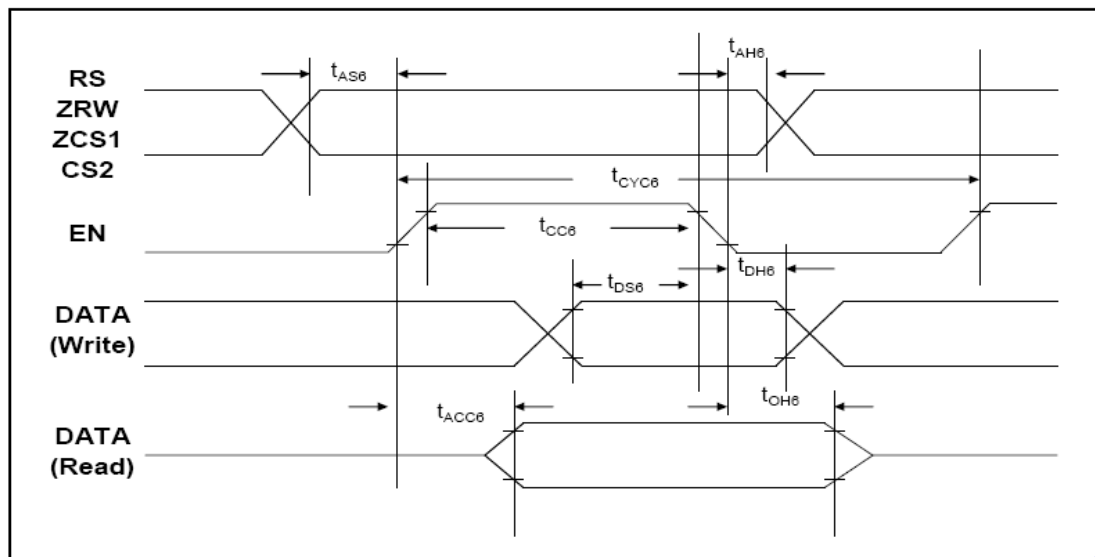 RS
ZRW
ZCS1
CS2
tAS6
tAH6
tCYC6
EN
tCC6
tDH6
tDS6
DATA
(Write)
tOH6
tACC6
DATA
(Read)